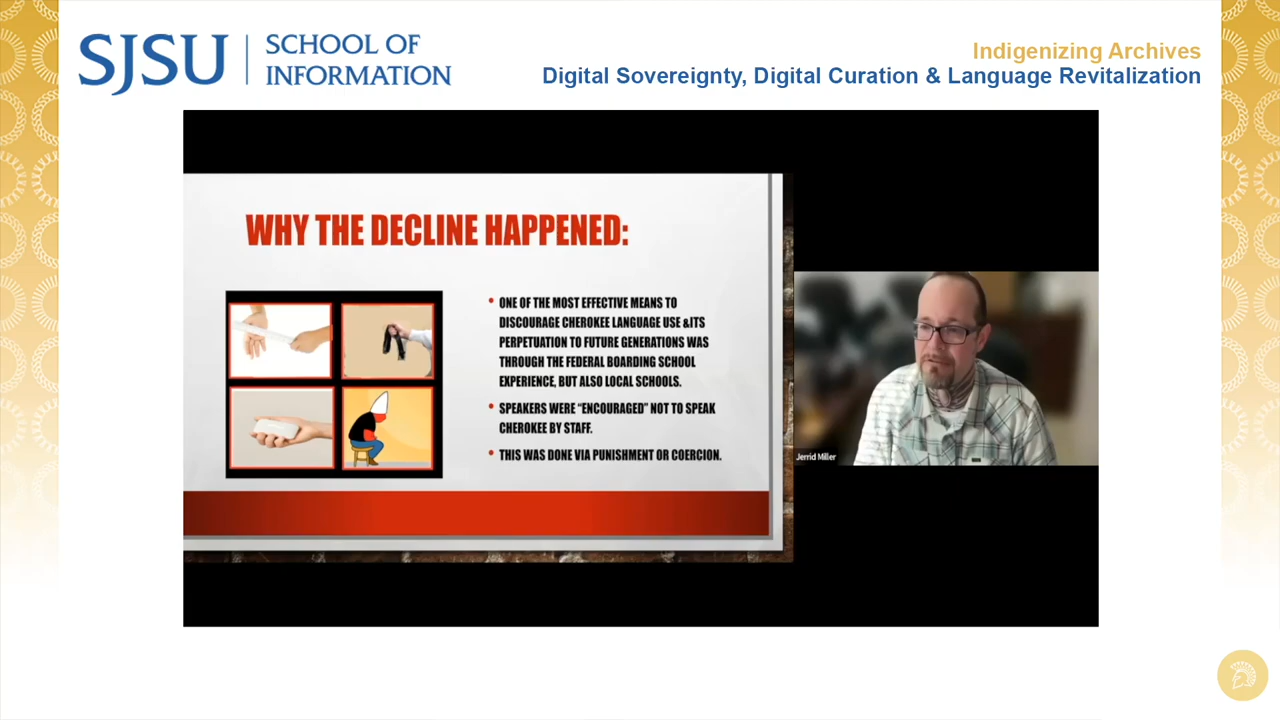 SJSU
SCHOOL OF
INFORMATION
Indigenizing Archives
Digital Sovereignty, Digital Curation & Language Revitalization
WHY THE DECLINE HAPPENED:
• ONE OF THE MOST EFFECTIVE MEANS TO
DISCOURAGE CHEROKEE LANGUAGE USE &ITS
PERPETUATION TO FUTURE GENERATIONS WAS
THROUGH THE FEDERAL BOARDING SCHOOL
EXPERIENCE, BUT ALSO LOCAL SCHOOLS.
• SPEAKERS WERE “ENCOURAGED” NOT TO SPEAK
CHEROKEE BY STAFF.
• THIS WAS DONE VIA PUNISHMENT OR COERCION.
Jerrid Miller